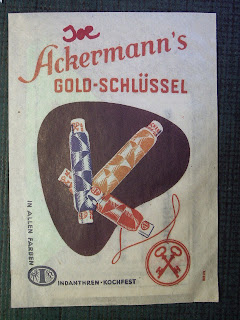 Joe
Ackermann's
GOLD-SCHLÜSSEL
IN ALLEN FARBEN
INDANTHREN-KOCHFEST